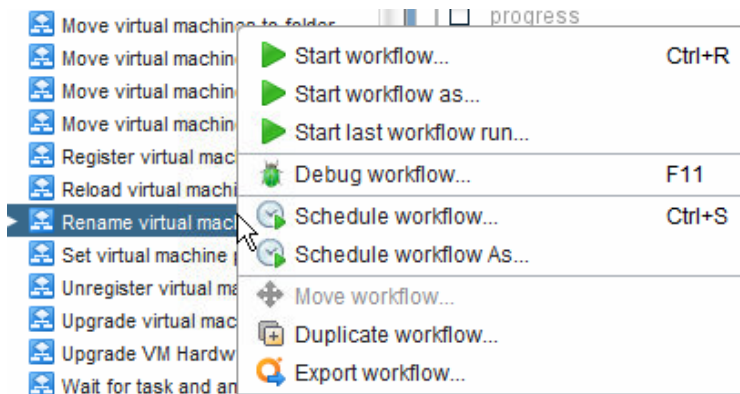 Move virtual machines to folder
progress
Move virtual machin
Move virtual machin
Move virtual machin
Register virtual mac
Reload virtual machi
Rename virtual mac
Set virtual machine
Unregister virtual ma
Upgrade virtual mac
Upgrade VM Hardw
Wait for task and an
Start workflow... Ctrl+R
Start workflow as...
Start last workflow run...
Debug workflow... F11
Schedule workflow... Ctrl+S
Schedule workflow As...
Move workflow...
Duplicate workflow...
Export workflow...